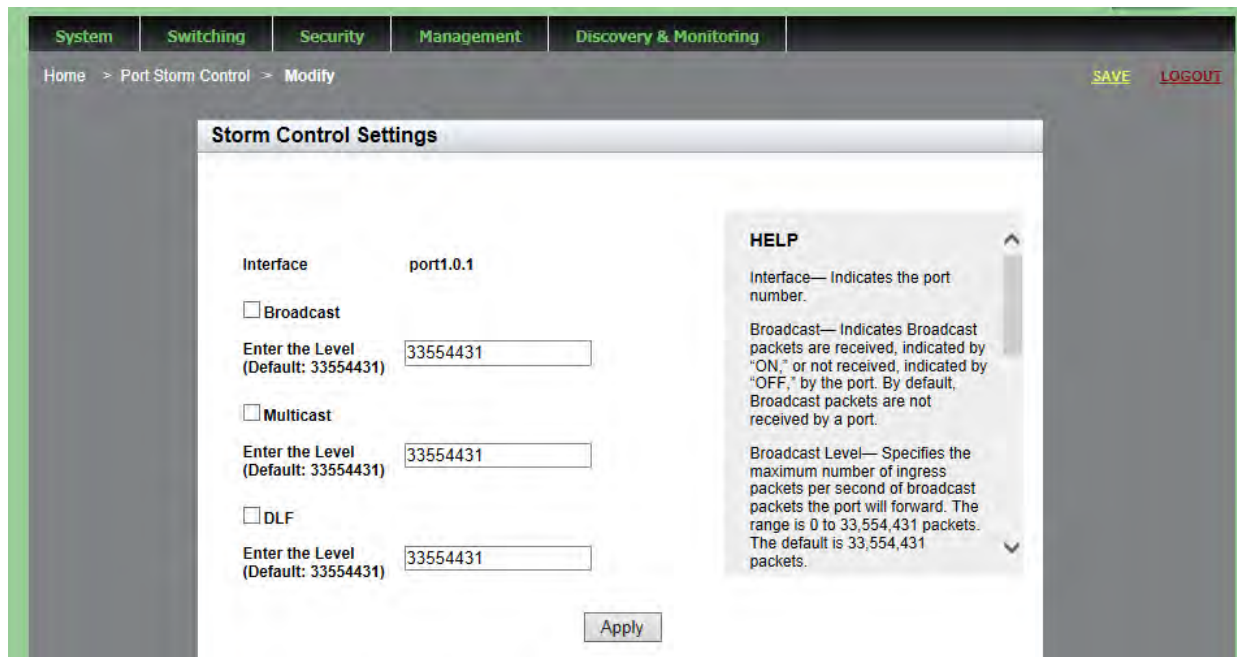 System Switching Security Management Discovery & Monitoring
Home > Port Storm Control > Modify SAVE LOGOUT
Storm Control Settings
Interface port1.0.1
Broadcast
Enter the Level
(Default: 33554431) 33554431
Multicast
Enter the Level
(Default: 33554431) 33554431
DLF
Enter the Level
(Default: 33554431) 33554431
HELP
Interface— Indicates the port
number.
Broadcast— Indicates Broadcast
packets are received, indicated by
“ON,” or not received, indicated by
“OFF,” by the port. By default,
Broadcast packets are not
received by a port.
Broadcast Level— Specifies the
maximum number of ingress
packets per second of broadcast
packets the port will forward. The
range is 0 to 33,554,431 packets.
The default is 33,554,431
packets.
Apply